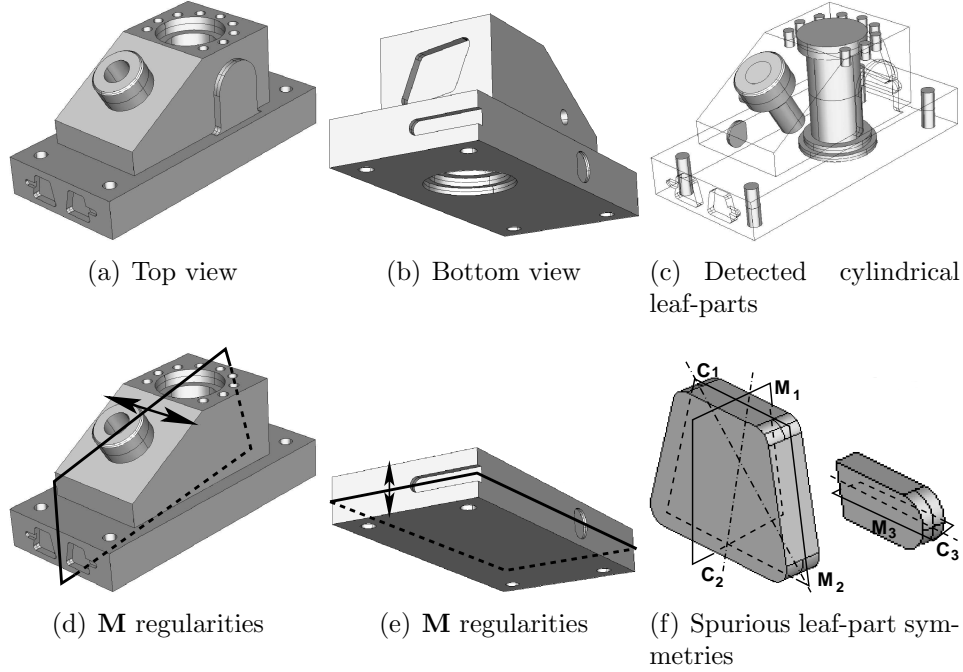 (a) Top view
(b) Bottom view
(c) Detected cylindrical
leaf-parts
C1
M1
M3
C3
C2
M2
(d) M regularities
(e) M regularities
(f) Spurious leaf-part sym-
metries